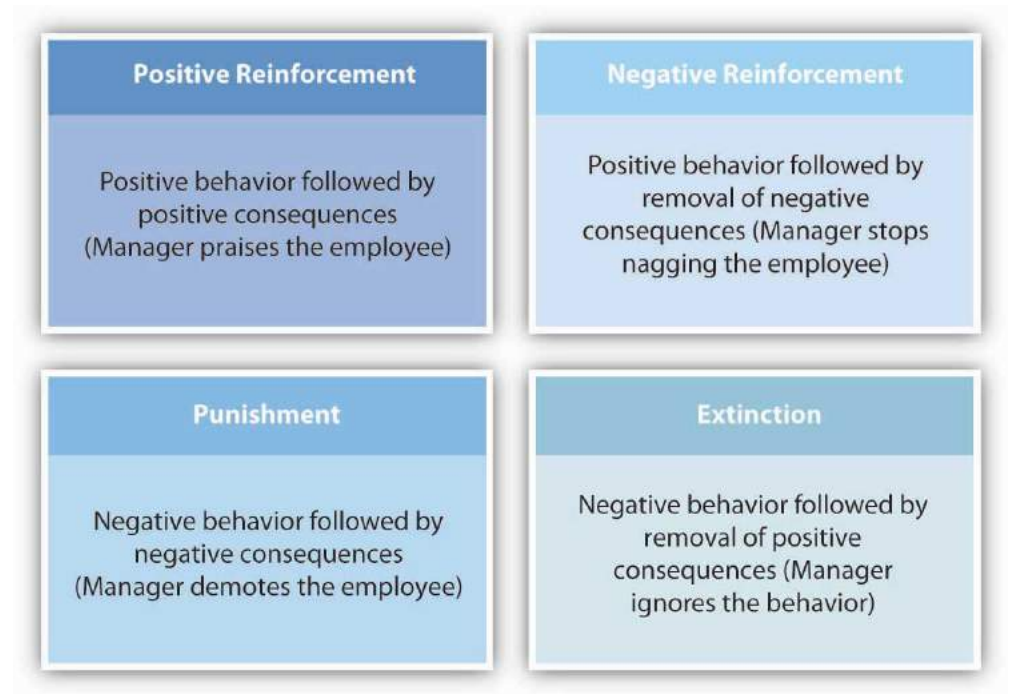 Positive Reinforcement
Positive behavior followed by
positive consequences
(Manager praises the employee)
Negative Reinforcement
Positive behavior followed by
removal of negative
consequences (Manager stops
nagging the employee)
Punishment
Negative behavior followed by
negative consequences
(Manager demotes the employee)
Extinction
Negative behavior followed by
removal of positive
consequences (Manager
ignores the behavior)